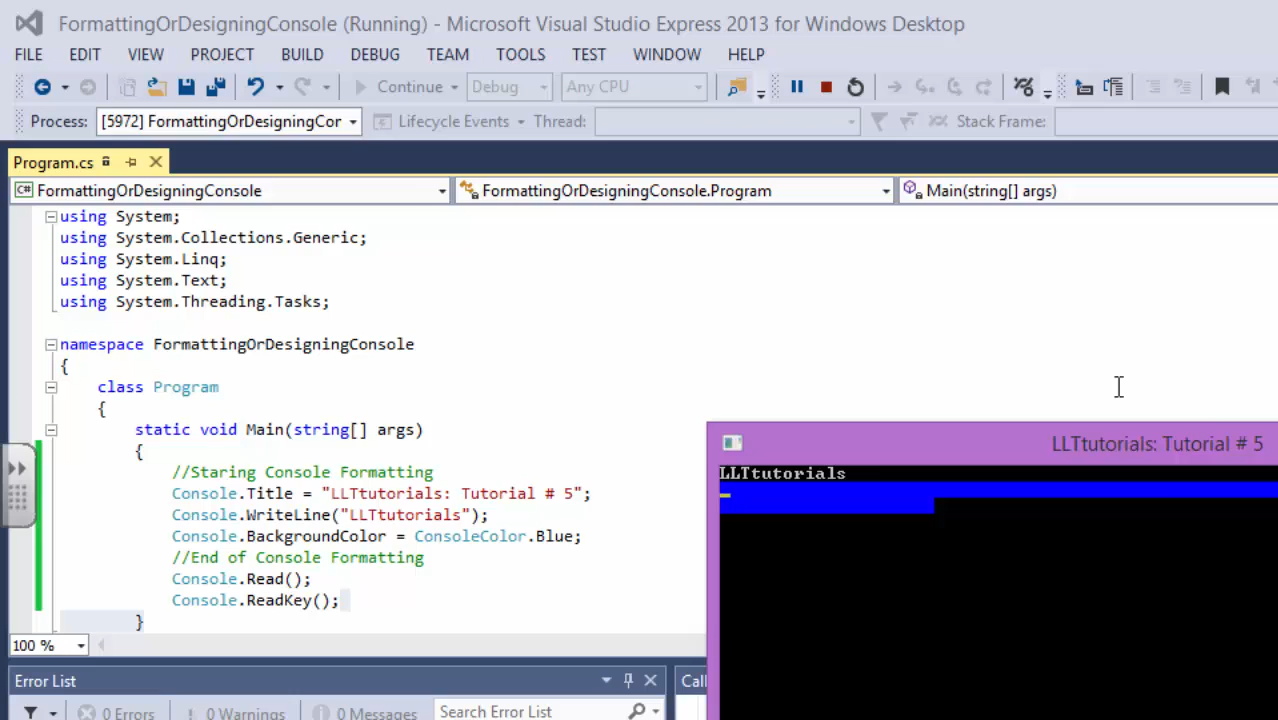 FormattingOrDesigningConsole (Running) - Microsoft Visual Studio Express 2013 for Windows Desktop
FILE EDIT VIEW PROJECT BUILD DEBUG TEAM TOOLS TEST WINDOW HELP
Continue Debug Any CPU
Process: [5972] FormattingOrDesigningCor Lifecycle Events Thread: Stack Frame:
Program.cs
C# FormattingOrDesigningConsole FormattingOrDesigningConsole.Program Main(string[] args)
using System;
using System.Collections.Generic;
using System.Linq;
using System.Text;
using System.Threading.Tasks;
namespace FormattingOrDesigningConsole
{
class Program
{
static void Main(string[] args)
{
//Staring Console Formatting
Console.Title = "LLTtutorials: Tutorial # 5";
Console.WriteLine("LLTtutorials");
Console.BackgroundColor = ConsoleColor.Blue;
//End of Console Formatting
Console.Read();
Console.ReadKey();
}
LLTtutorials: Tutorial # 5
LLTtutorials
100 %
Error List Call
0 Errors 0 Warnings 0 Messages Search Error List